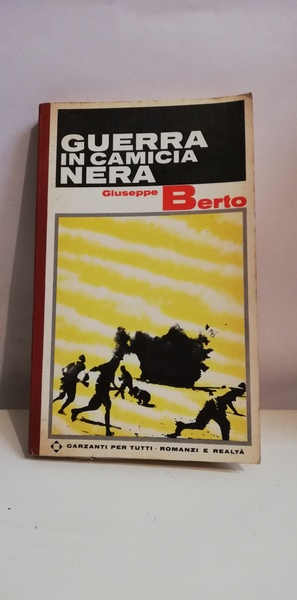 GUERRA
IN CAMICIA
NERA
Giuseppe Berto
GARZANTI PER TUTTI - ROMANZI E REALTÀ